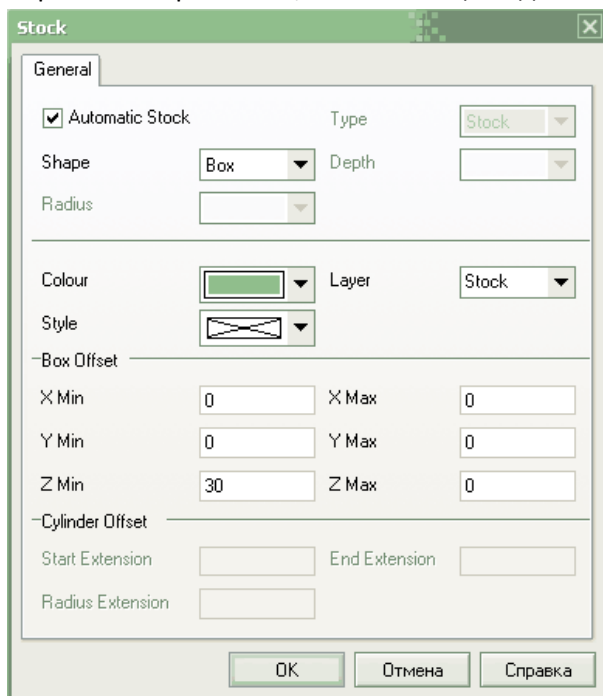 Stock
General
Automatic Stock Type Stock
Shape Box Depth
Radius
Colour Layer Stock
Style
Box Offset
X Min 0 X Max 0
Y Min 0 Y Max 0
Z Min 30 Z Max 0
Cylinder Offset
Start Extension End Extension
Radius Extension
OK Отмена Справка